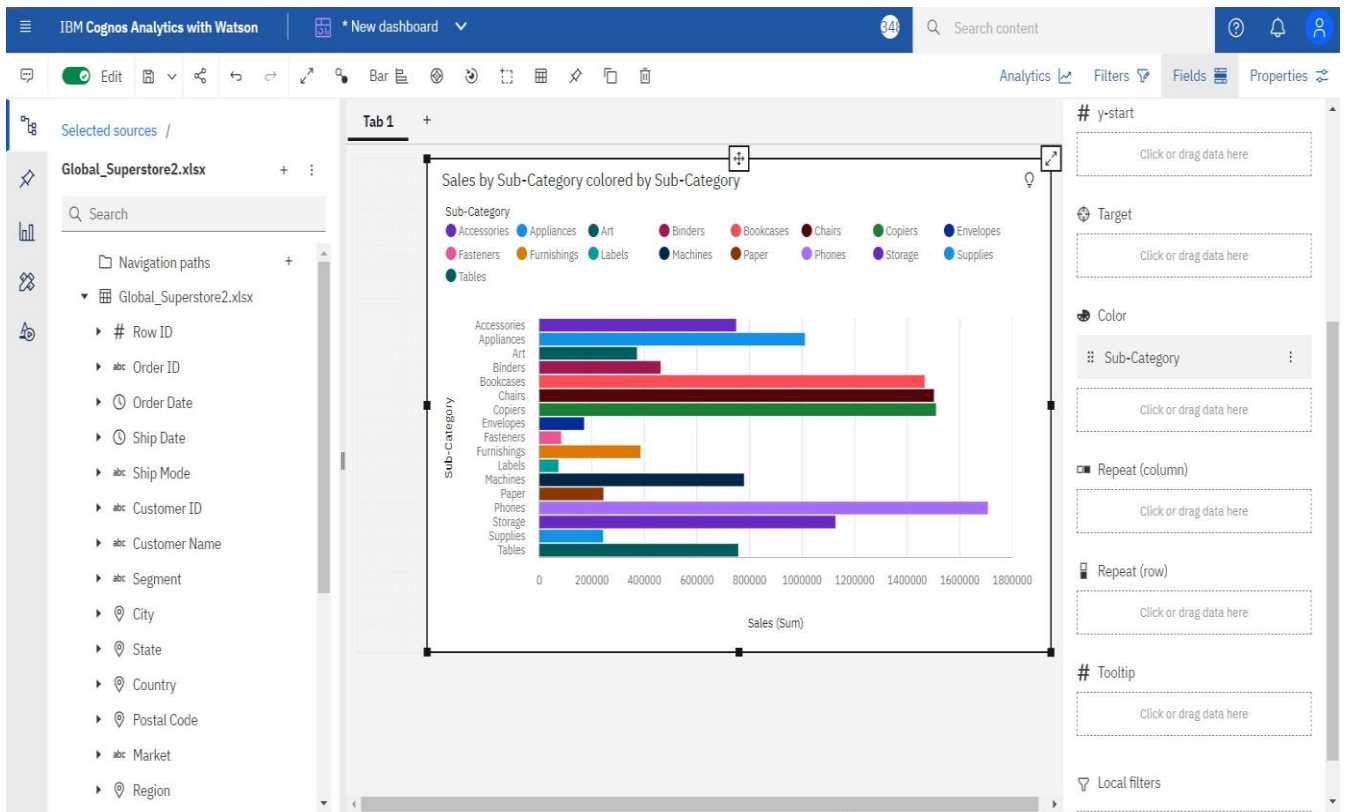 IBM Cognos Analytics with Watson
* New dashboard
Search content
Edit
Bar
Analytics
Filters
Fields
Properties
Selected sources /
Global_Superstore2.xlsx
Search
Navigation paths
Global_Superstore2.xlsx
# Row ID
abc Order ID
Order Date
Ship Date
abc Ship Mode
abc Customer ID
abc Customer Name
abc Segment
City
State
Country
Postal Code
abc Market
Region
Tab 1 +
Sales by Sub-Category colored by Sub-Category
Sub-Category
Accessories Appliances Art Binders Bookcases Chairs Copiers Envelopes
Fasteners Furnishings Labels Machines Paper Phones Storage Supplies
Tables
Sub-Category
Accessories
Appliances
Art
Binders
Bookcases
Chairs
Copiers
Envelopes
Fasteners
Furnishings
Labels
Machines
Paper
Phones
Storage
Supplies
Tables
0 200000 400000 600000 800000 1000000 1200000 1400000 1600000 1800000
Sales (Sum)
# y-start
Click or drag data here
Target
Click or drag data here
Color
Sub-Category
Click or drag data here
Repeat (column)
Click or drag data here
Repeat (row)
Click or drag data here
# Tooltip
Click or drag data here
Local filters